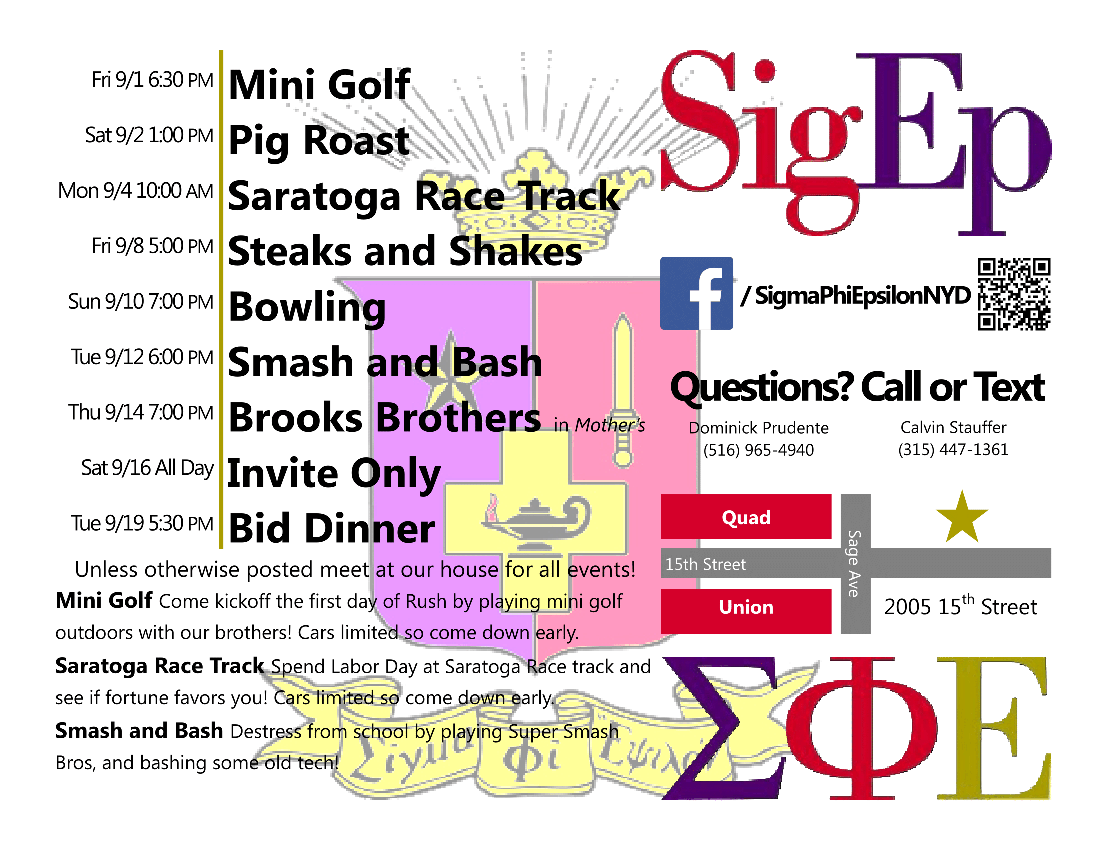 Fri 9/1 6:30 PM Mini Golf
Sat 9/2 1:00 PM Pig Roast
Mon 9/4 10:00 AM Saratoga Race Track
Fri 9/8 5:00 PM Steaks and Shakes
Sun 9/10 7:00 PM Bowling
Tue 9/12 6:00 PM Smash and Bash
Thu 9/14 7:00 PM Brooks Brothers in Mother's
Sat 9/16 All Day Invite Only
Tue 9/19 5:30 PM Bid Dinner
Unless otherwise posted meet at our house for all events!
Mini Golf Come kickoff the first day of Rush by playing mini golf
outdoors with our brothers! Cars limited so come down early.
Saratoga Race Track Spend Labor Day at Saratoga Race track and
see if fortune favors you! Cars limited so come down early.
Smash and Bash Destress from school by playing Super Smash
Bros, and bashing some old tech!
Σίγμα Φί Έψιλον
SigEp
f / SigmaPhiEpsilonNYD
Questions? Call or Text
Dominick Prudente
(516) 965-4940
Calvin Stauffer
(315) 447-1361
Quad
Sage Ave
15th Street
Union
2005 15th Street
ΣΦΕ